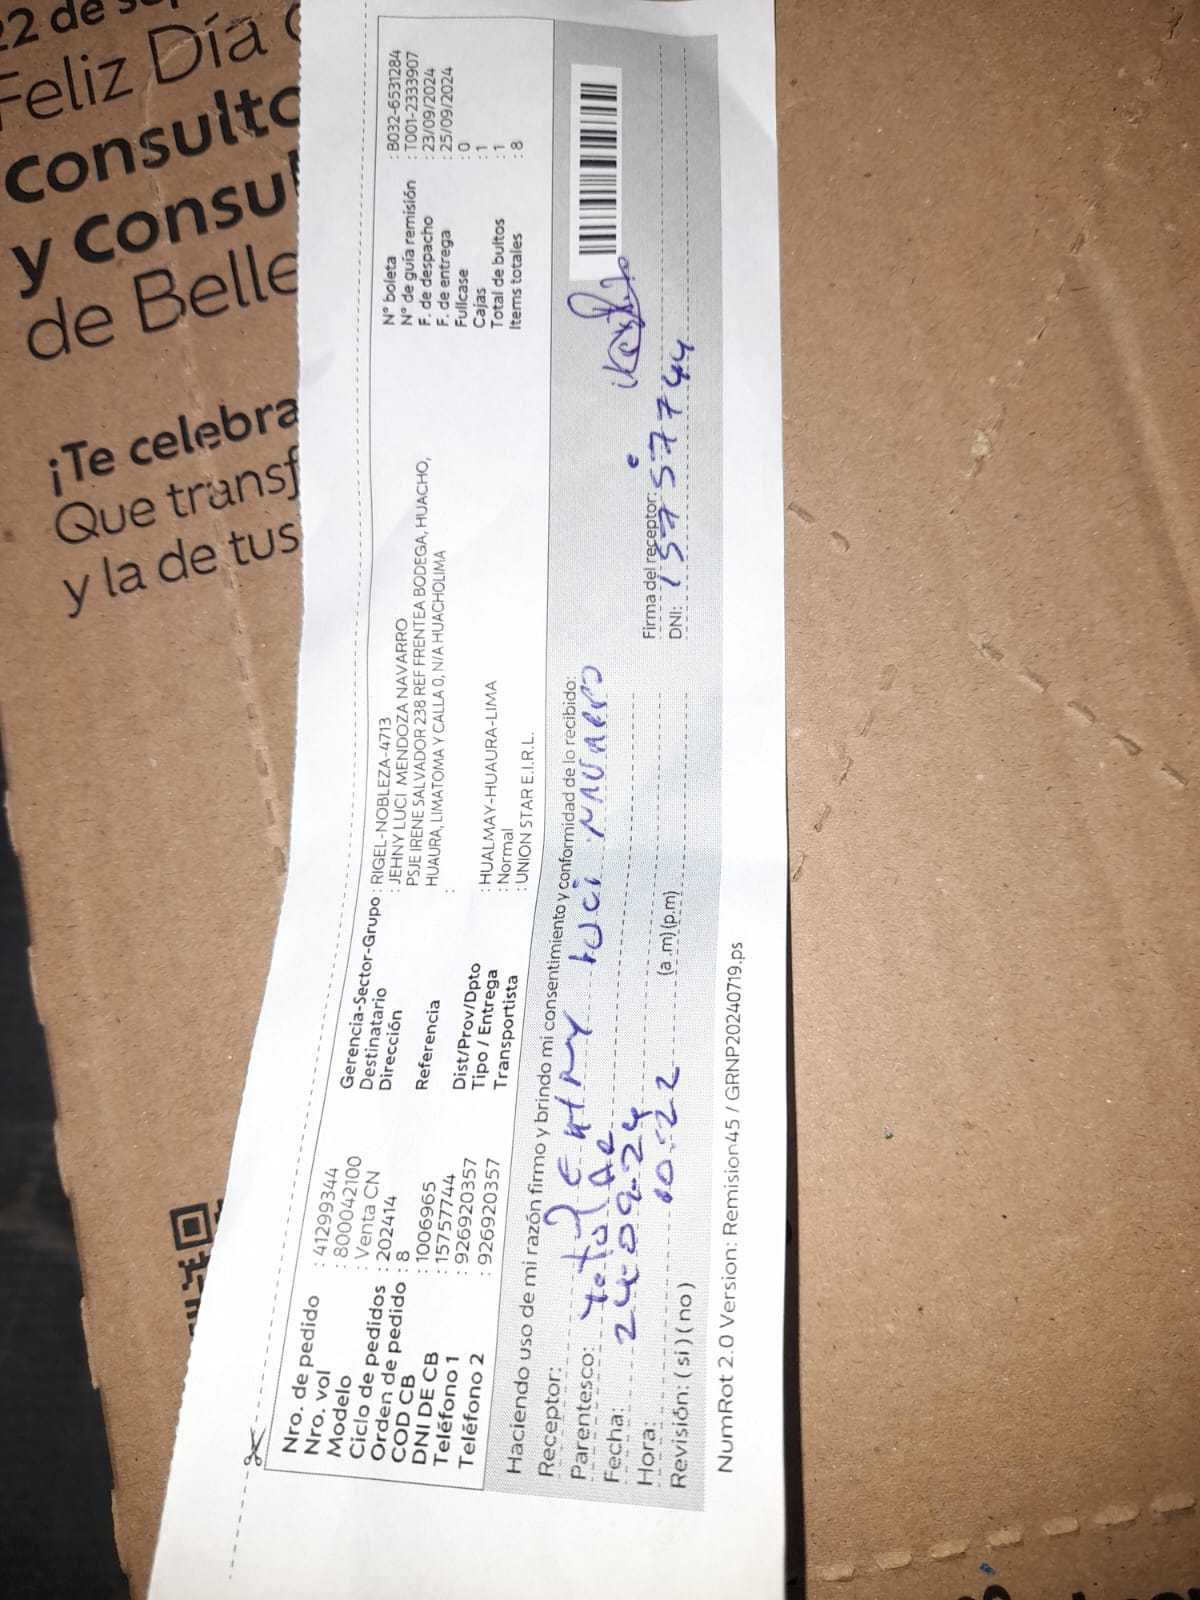 22 de
Feliz Día
consulto
y consul
de Belle
¡Te celebra
Que transf
y la de tus
Nro. de pedido : 41299344
Nro. vol : 800042100
Modelo : Venta CN
Ciclo de pedidos : 202414
Orden de pedido : 8
COD CB : 1006965
DNI DE CB : 15757744
Teléfono 1 : 926920357
Teléfono 2 : 926920357
Gerencia-Sector-Grupo : RIGEL-NOBLEZA-4713
Destinatario : JEHNY LUCI MENDOZA NAVARRO
Dirección PSJE IRENE SALVADOR 238 REF FRENTEA BODEGA, HUACHO,
HUAURA, LIMATOMA Y CALLA 0, N/A HUACHOLIMA
Referencia :
Dist/Prov/Dpto : HUALMAY-HUAURA-LIMA
Tipo / Entrega : Normal
Transportista : UNION STAR E.I.R.L.
N° boleta : B032-6531284
N° de guía remisión : T001-2333907
F. de despacho : 23/09/2024
F. de entrega : 25/09/2024
Fullcase : 0
Cajas : 1
Total de bultos : 1
Items totales : 8
Haciendo uso de mi razón firmo y brindo mi consentimiento y conformidad de lo recibido:
Receptor: Luci
Parentesco: titular
Fecha: 24-09-24
Hora: 10:22 (a.m)(p.m)
Revisión: ( si ) ( no )
Firma del receptor:
DNI: 15757744
NumRot 2.0 Version: Remision45 / GRNP20240719.ps